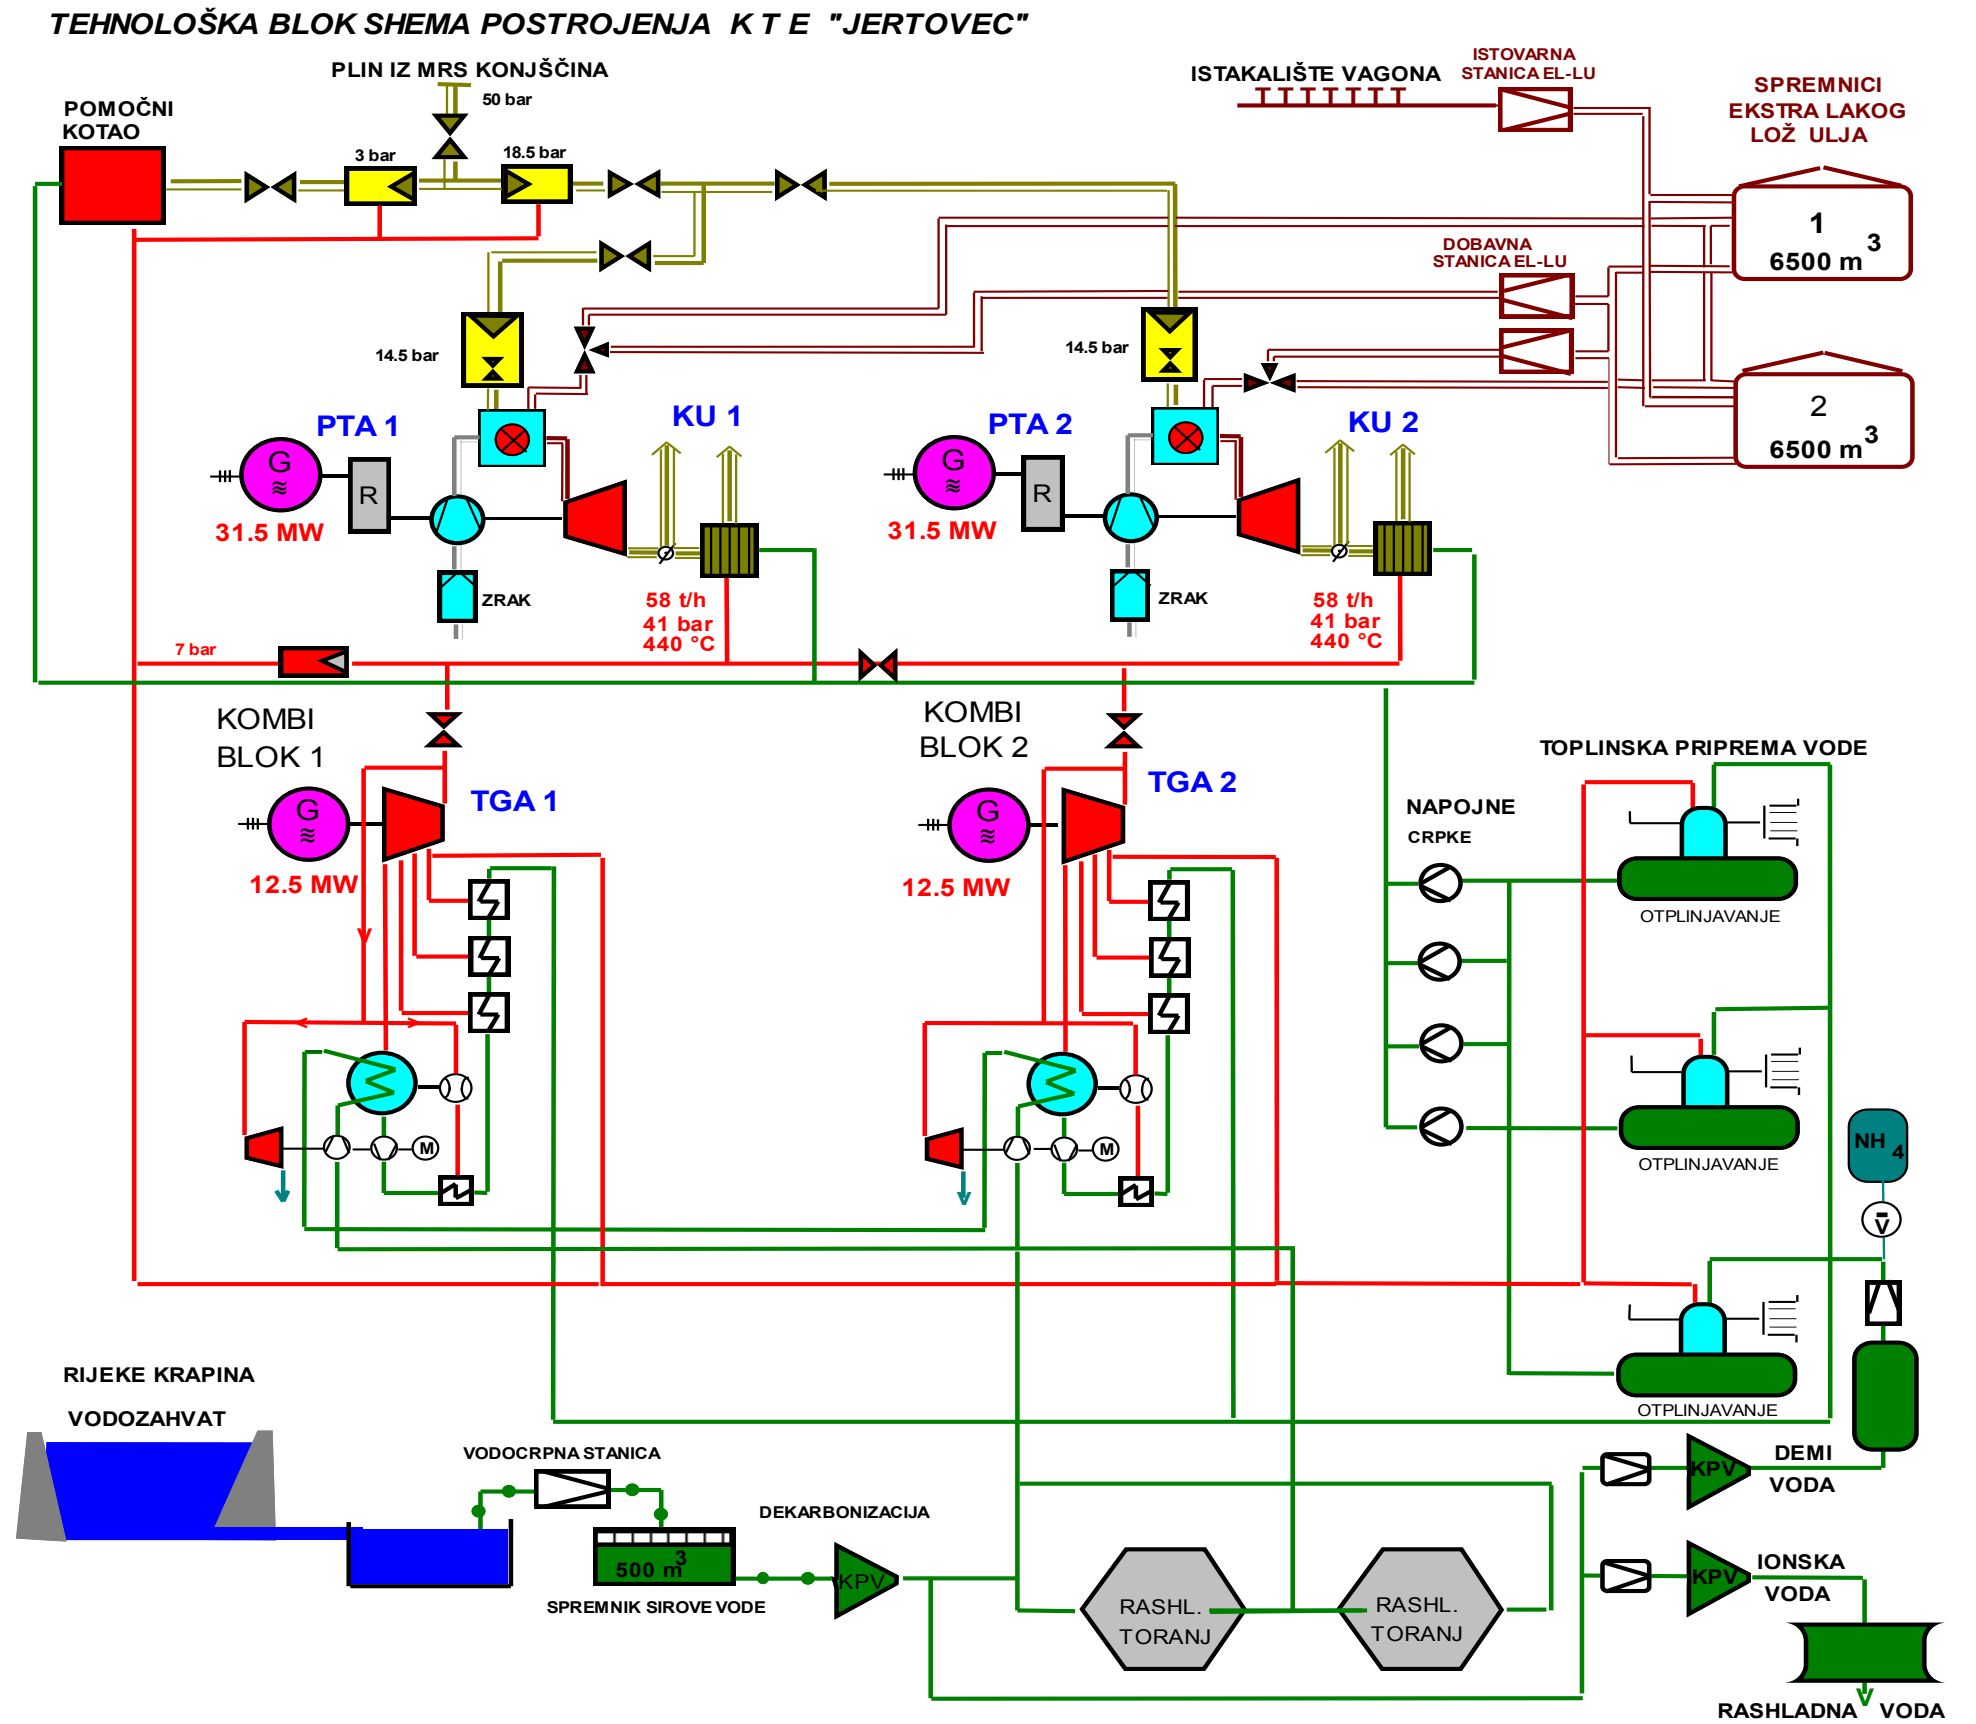 TEHNOLOŠKA BLOK SHEMA POSTROJENJA K T E "JERTOVEC"
PLIN IZ MRS KONJŠČINA
50 bar
POMOČNI
KOTAO
3 bar
18.5 bar
ISTAKALIŠTE VAGONA
ISTOVARNA
STANICA EL-LU
SPREMNICI
EKSTRA LAKOG
LOŽ ULJA
1
6500 m 3
DOBAVNA
STANICA EL-LU
2
6500 m 3
14.5 bar
14.5 bar
PTA 1
KU 1
PTA 2
KU 2
G
≋
R
31.5 MW
G
≋
R
31.5 MW
ZRAK
58 t/h
41 bar
440 °C
ZRAK
58 t/h
41 bar
440 °C
7 bar
KOMBI
BLOK 1
KOMBI
BLOK 2
TGA 1
TGA 2
G
≋
12.5 MW
G
≋
12.5 MW
M
M
TOPLINSKA PRIPREMA VODE
NAPOJNE
CRPKE
OTPLINJAVANJE
OTPLINJAVANJE
NH 4
V
OTPLINJAVANJE
RIJEKE KRAPINA
VODOZAHVAT
VODOCRPNA STANICA
DEKARBONIZACIJA
500 m 3
SPREMNIK SIROVE VODE
KPV
RASHL.
TORANJ
RASHL.
TORANJ
KPV
DEMI
VODA
KPV
IONSKA
VODA
RASHLADNA VODA